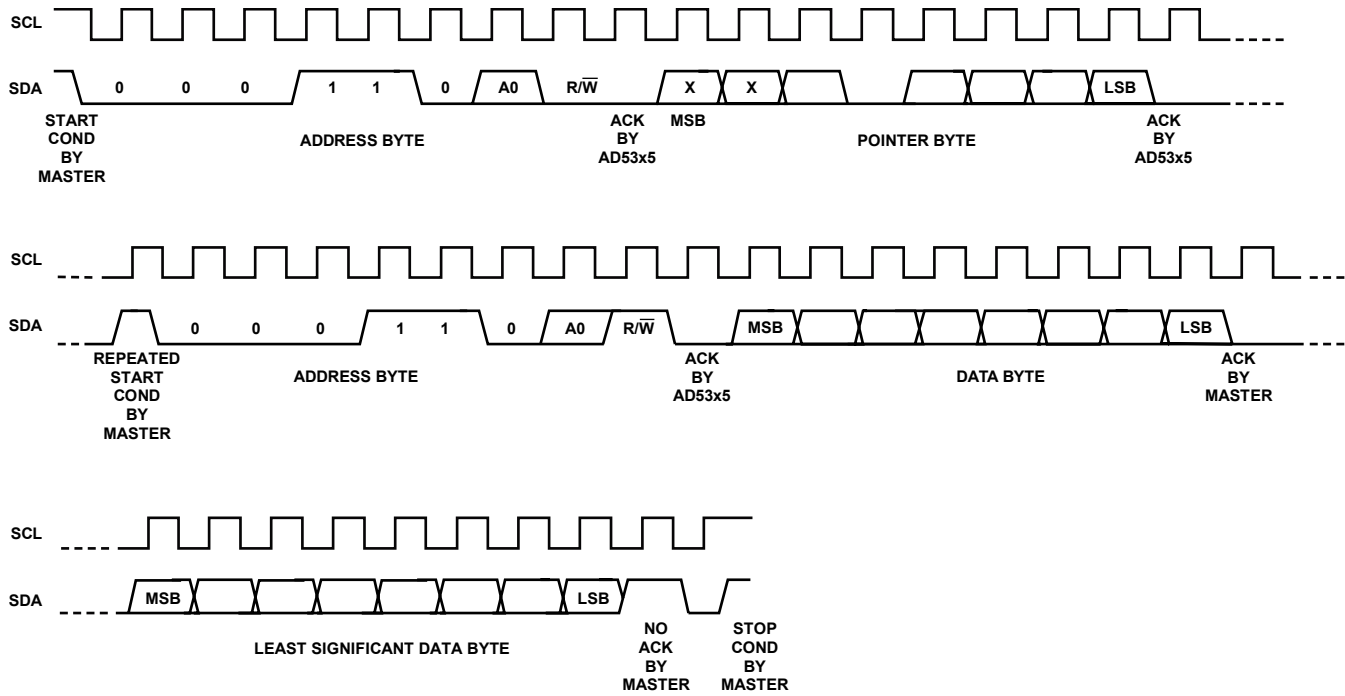 SCL
SDA 0 0 0 1 1 0 A0 R/W̅ X X LSB
START COND BY MASTER
ADDRESS BYTE
ACK BY AD53x5
MSB
POINTER BYTE
ACK BY AD53x5
SCL
SDA 0 0 0 1 1 0 A0 R/W̅ MSB LSB
REPEATED START COND BY MASTER
ADDRESS BYTE
ACK BY AD53x5
DATA BYTE
ACK BY MASTER
SCL
SDA MSB LSB
LEAST SIGNIFICANT DATA BYTE
NO ACK BY MASTER
STOP COND BY MASTER